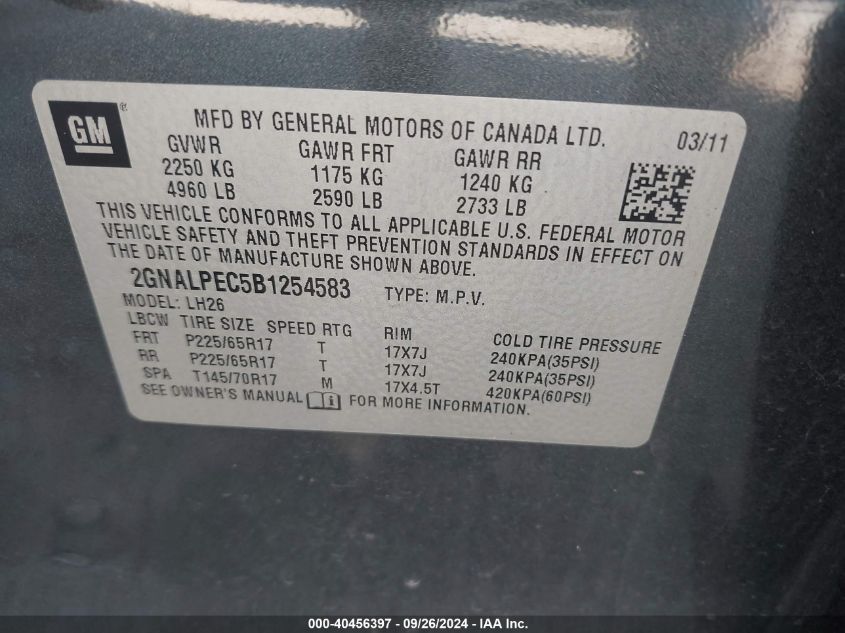 GM ®
MFD BY GENERAL MOTORS OF CANADA LTD. 03/11
GVWR GAWR FRT GAWR RR
2250 KG 1175 KG 1240 KG
4960 LB 2590 LB 2733 LB
THIS VEHICLE CONFORMS TO ALL APPLICABLE U.S. FEDERAL MOTOR
VEHICLE SAFETY AND THEFT PREVENTION STANDARDS IN EFFECT ON
THE DATE OF MANUFACTURE SHOWN ABOVE.
2GNALPEC5B1254583 TYPE: M.P.V.
MODEL: LH26
LBCW TIRE SIZE SPEED RTG RIM COLD TIRE PRESSURE
FRT P225/65R17 T 17X7J 240KPA(35PSI)
RR P225/65R17 T 17X7J 240KPA(35PSI)
SPA T145/70R17 M 17X4.5T 420KPA(60PSI)
SEE OWNER'S MANUAL FOR MORE INFORMATION.
000-40456397 - 09/26/2024 - IAA Inc.